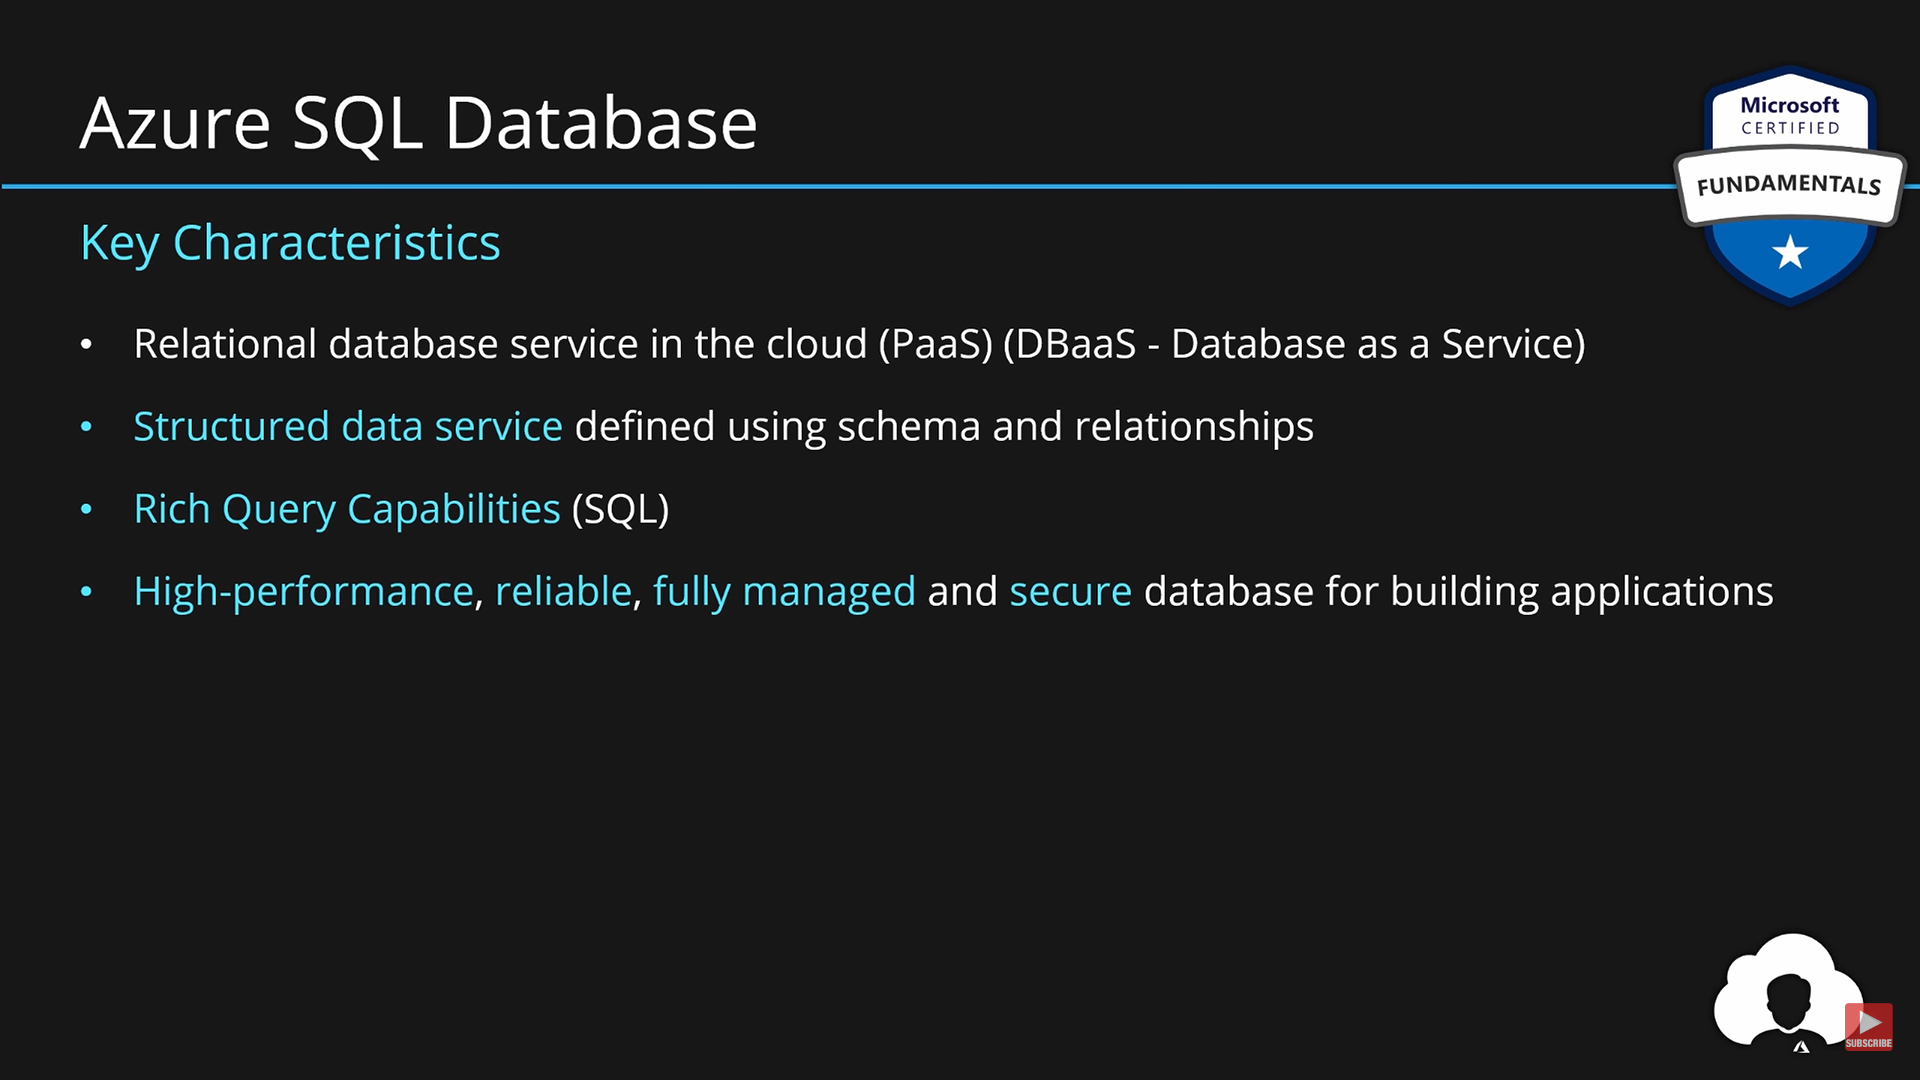 Azure SQL Database
Microsoft
CERTIFIED
FUNDAMENTALS
Key Characteristics
• Relational database service in the cloud (PaaS) (DBaaS - Database as a Service)
• Structured data service defined using schema and relationships
• Rich Query Capabilities (SQL)
• High-performance, reliable, fully managed and secure database for building applications
SUBSCRIBE